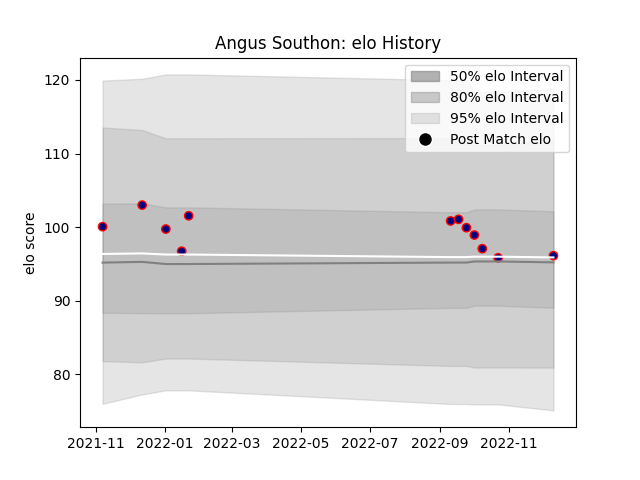 Angus Southon: elo History
120
110
100
90
80
elo score
50% elo Interval
80% elo Interval
95% elo Interval
Post Match elo
2021-11 2022-01 2022-03 2022-05 2022-07 2022-09 2022-11